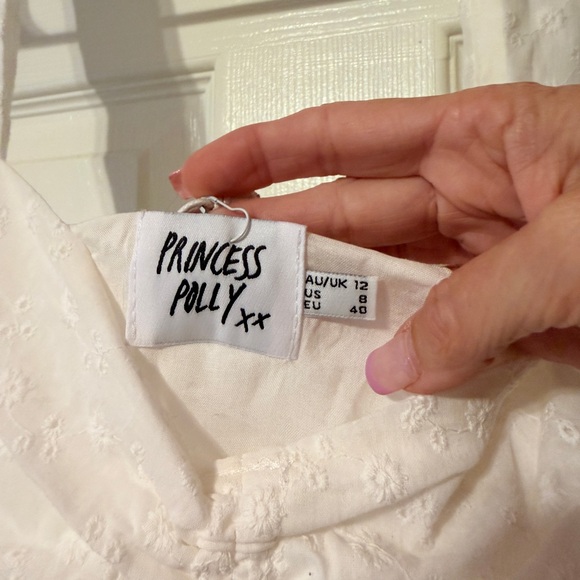 PRINCESS
POLLY xx
AU/UK 12
US 8
EU 40